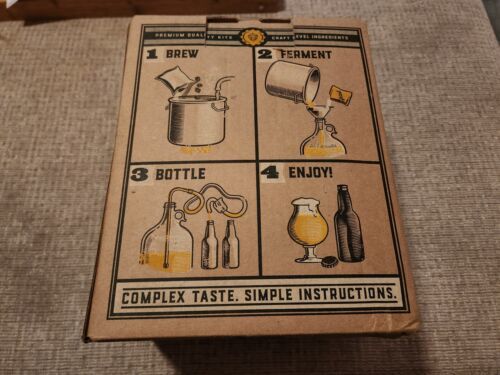 PREMIUM QUALITY KITS CRAFT LEVEL INGREDIENTS
1 BREW
2 FERMENT
3 BOTTLE
4 ENJOY!
COMPLEX TASTE. SIMPLE INSTRUCTIONS.